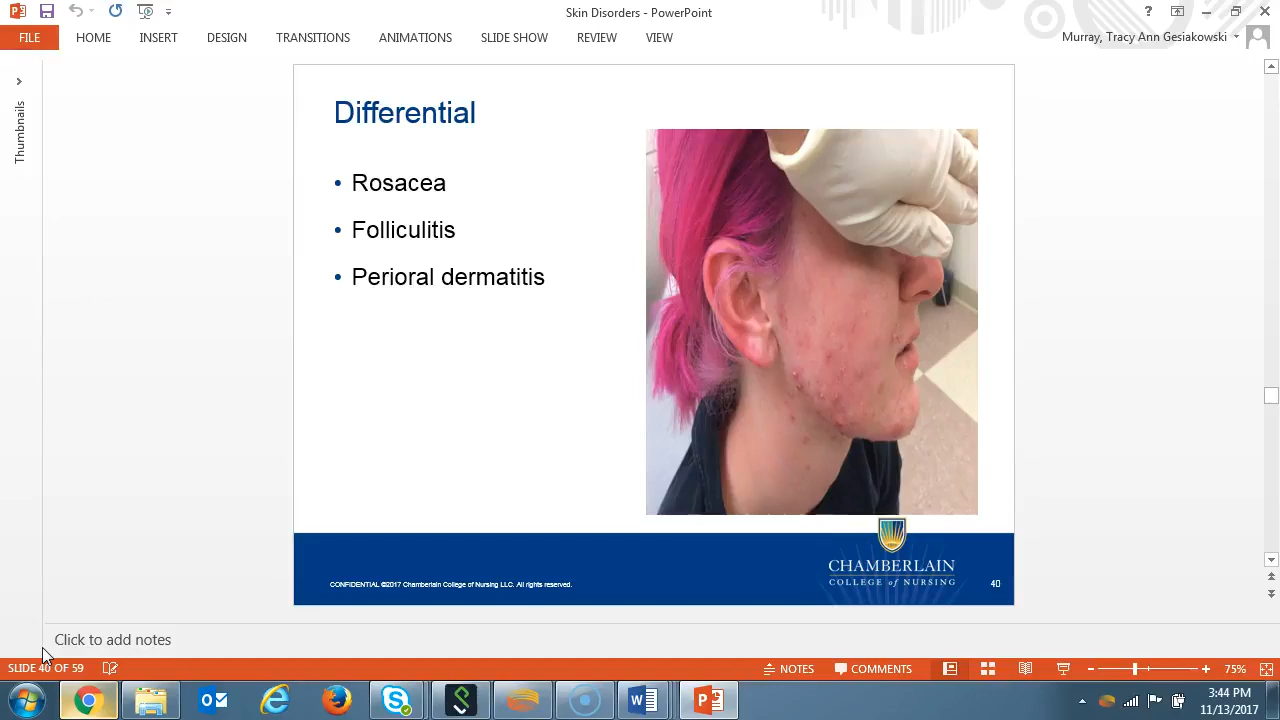 Skin Disorders - PowerPoint
?
FILE
HOME
INSERT
DESIGN
TRANSITIONS
ANIMATIONS
SLIDE SHOW
REVIEW
VIEW
Murray, Tracy Ann Gesiakowski
Thumbnails
Differential
• Rosacea
• Folliculitis
• Perioral dermatitis
CONFIDENTIAL ©2017 Chamberlain College of Nursing LLC. All rights reserved.
CHAMBERLAIN
COLLEGE of NURSING
40
Click to add notes
SLIDE 40 OF 59
NOTES
COMMENTS
75%
3:44 PM
11/13/2017